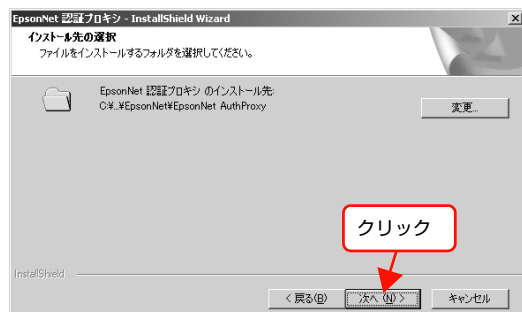 EpsonNet 認証プロキシ - InstallShield Wizard
インストール先の選択
ファイルをインストールするフォルダを選択してください。
EpsonNet 認証プロキシ のインストール先:
C:¥...¥EpsonNet¥EpsonNet AuthProxy
変更...
クリック
InstallShield
< 戻る(B)
次へ (N) >
キャンセル